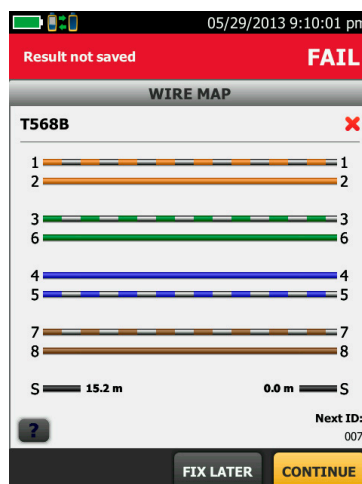 05/29/2013 9:10:01 pm
Result not saved FAIL
WIRE MAP
T568B
1 1
2 2
3 3
6 6
4 4
5 5
7 7
8 8
S 15.2 m 0.0 m S
Next ID:
? 007
FIX LATER CONTINUE